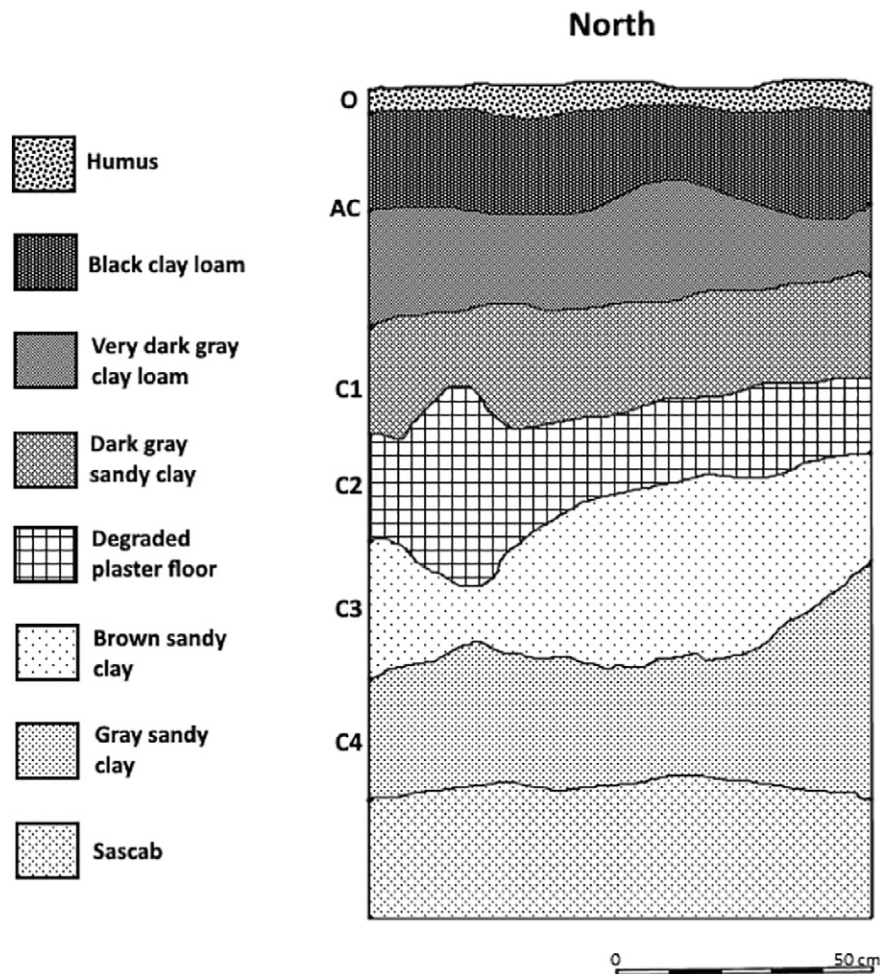 North
O
AC
C1
C2
C3
C4
Humus
Black clay loam
Very dark gray
clay loam
Dark gray
sandy clay
Degraded
plaster floor
Brown sandy
clay
Gray sandy
clay
Sascab
0 50 cm